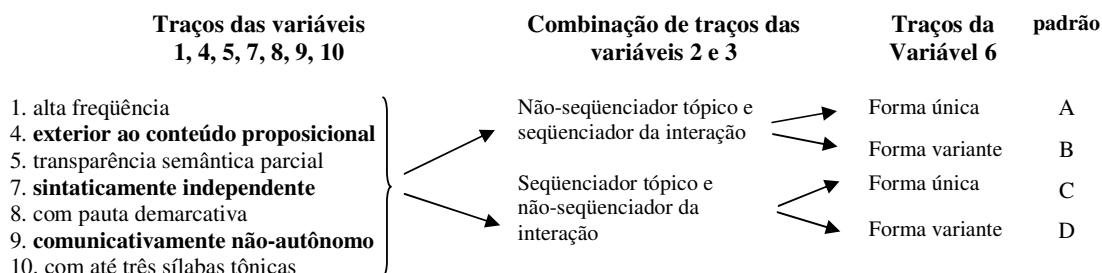 Traços das variáveis
1, 4, 5, 7, 8, 9, 10
Combinação de traços das
variáveis 2 e 3
Traços da
Variável 6
padrão
1. alta freqüência
4. exterior ao conteúdo proposicional
5. transparência semântica parcial
7. sintaticamente independente
8. com pauta demarcativa
9. comunicativamente não-autônomo
10. com até três sílabas tônicas
Não-seqüenciador tópico e
seqüenciador da interação
Seqüenciador tópico e
não-seqüenciador da
interação
Forma única
A
Forma variante
B
Forma única
C
Forma variante
D